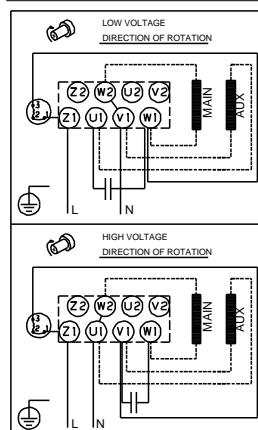 LOW VOLTAGE
DIRECTION OF ROTATION
Z2 W2 U2 V2
Z1 U1 V1 W1
MAIN
AUX
L N
HIGH VOLTAGE
DIRECTION OF ROTATION
Z2 W2 U2 V2
Z1 U1 V1 W1
MAIN
AUX
L N